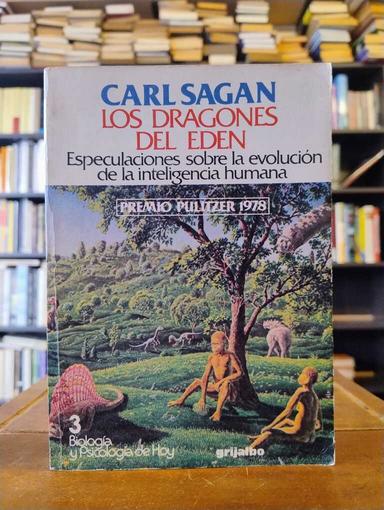 CARL SAGAN
LOS DRAGONES
DEL EDEN
Especulaciones sobre la evolución
de la inteligencia humana
PREMIO PULITZER 1978
3
Biología
y Psicología de Hoy
grijalbo